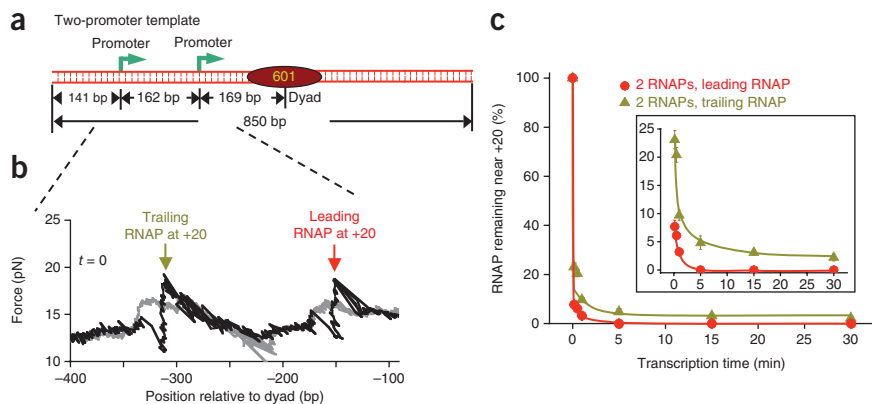 a
Two-promoter template
Promoter
Promoter
601
141 bp
162 bp
169 bp
Dyad
850 bp
b
Trailing
RNAP at +20
Leading
RNAP at +20
t = 0
Force (pN)
25
20
15
10
–400
–300
–200
–100
Position relative to dyad (bp)
c
2 RNAPs, leading RNAP
2 RNAPs, trailing RNAP
RNAP remaining near +20 (%)
100
80
60
40
20
0
0
5
10
15
20
25
30
Transcription time (min)
25
20
15
10
5
0
0
5
10
15
20
25
30